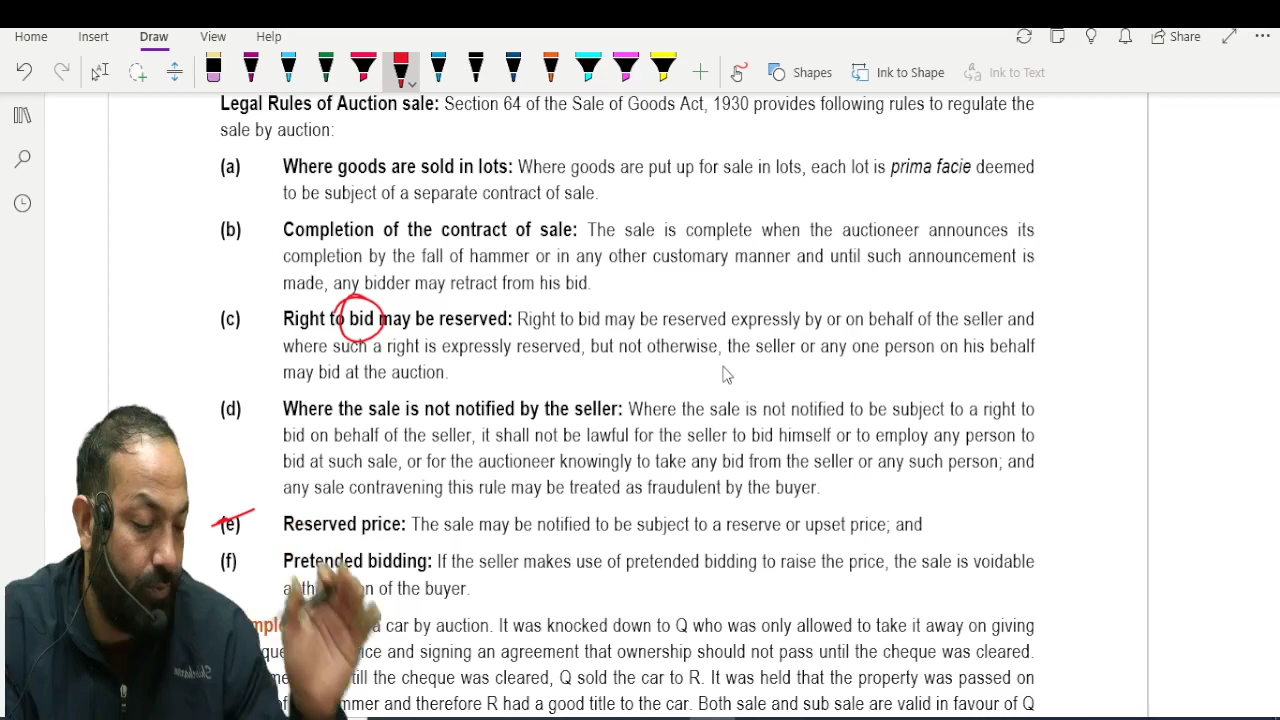 Home Insert Draw View Help Share
Shapes Ink to Shape Ink to Text
Legal Rules of Auction sale: Section 64 of the Sale of Goods Act, 1930 provides following rules to regulate the
sale by auction:
(a) Where goods are sold in lots: Where goods are put up for sale in lots, each lot is prima facie deemed
to be subject of a separate contract of sale.
(b) Completion of the contract of sale: The sale is complete when the auctioneer announces its
completion by the fall of hammer or in any other customary manner and until such announcement is
made, any bidder may retract from his bid.
(c) Right to bid may be reserved: Right to bid may be reserved expressly by or on behalf of the seller and
where such a right is expressly reserved, but not otherwise, the seller or any one person on his behalf
may bid at the auction.
(d) Where the sale is not notified by the seller: Where the sale is not notified to be subject to a right to
bid on behalf of the seller, it shall not be lawful for the seller to bid himself or to employ any person to
bid at such sale, or for the auctioneer knowingly to take any bid from the seller or any such person; and
any sale contravening this rule may be treated as fraudulent by the buyer.
(e) Reserved price: The sale may be notified to be subject to a reserve or upset price; and
(f) Pretended bidding: If the seller makes use of pretended bidding to raise the price, the sale is voidable
of the buyer.
a car by auction. It was knocked down to Q who was only allowed to take it away on giving
and signing an agreement that ownership should not pass until the cheque was cleared.
till the cheque was cleared, Q sold the car to R. It was held that the property was passed on
and therefore R had a good title to the car. Both sale and sub sale are valid in favour of Q